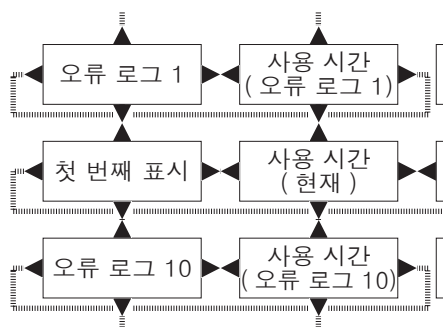 오류 로그 1
사용 시간
( 오류 로그 1)
첫 번째 표시
사용 시간
( 현재 )
오류 로그 10
사용 시간
( 오류 로그 10)